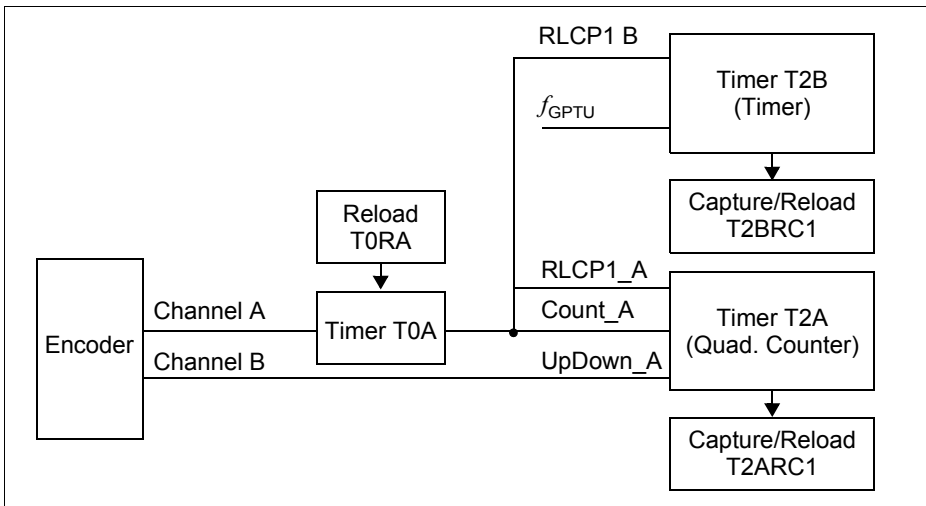 RLCP1 B
Timer T2B
(Timer)
fGPTU
Capture/Reload
T2BRC1
Reload
T0RA
RLCP1_A
Channel A
Timer T0A
Count_A
Timer T2A
(Quad. Counter)
Encoder
Channel B
UpDown_A
Capture/Reload
T2ARC1